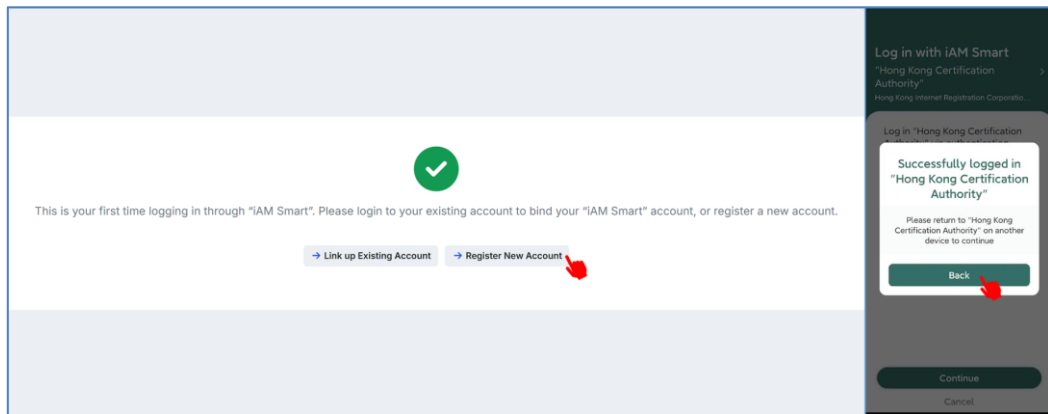 This is your first time logging in through “iAM Smart”. Please login to your existing account to bind your “iAM Smart” account, or register a new account.
→ Link up Existing Account
→ Register New Account
Log in with iAM Smart
"Hong Kong Certification
Authority"
Hong Kong Internet Registration Corporatio...
Log in "Hong Kong Certification
Successfully logged in
"Hong Kong Certification
Authority"
Please return to "Hong Kong
Certification Authority" on another
device to continue
Back
Continue
Cancel